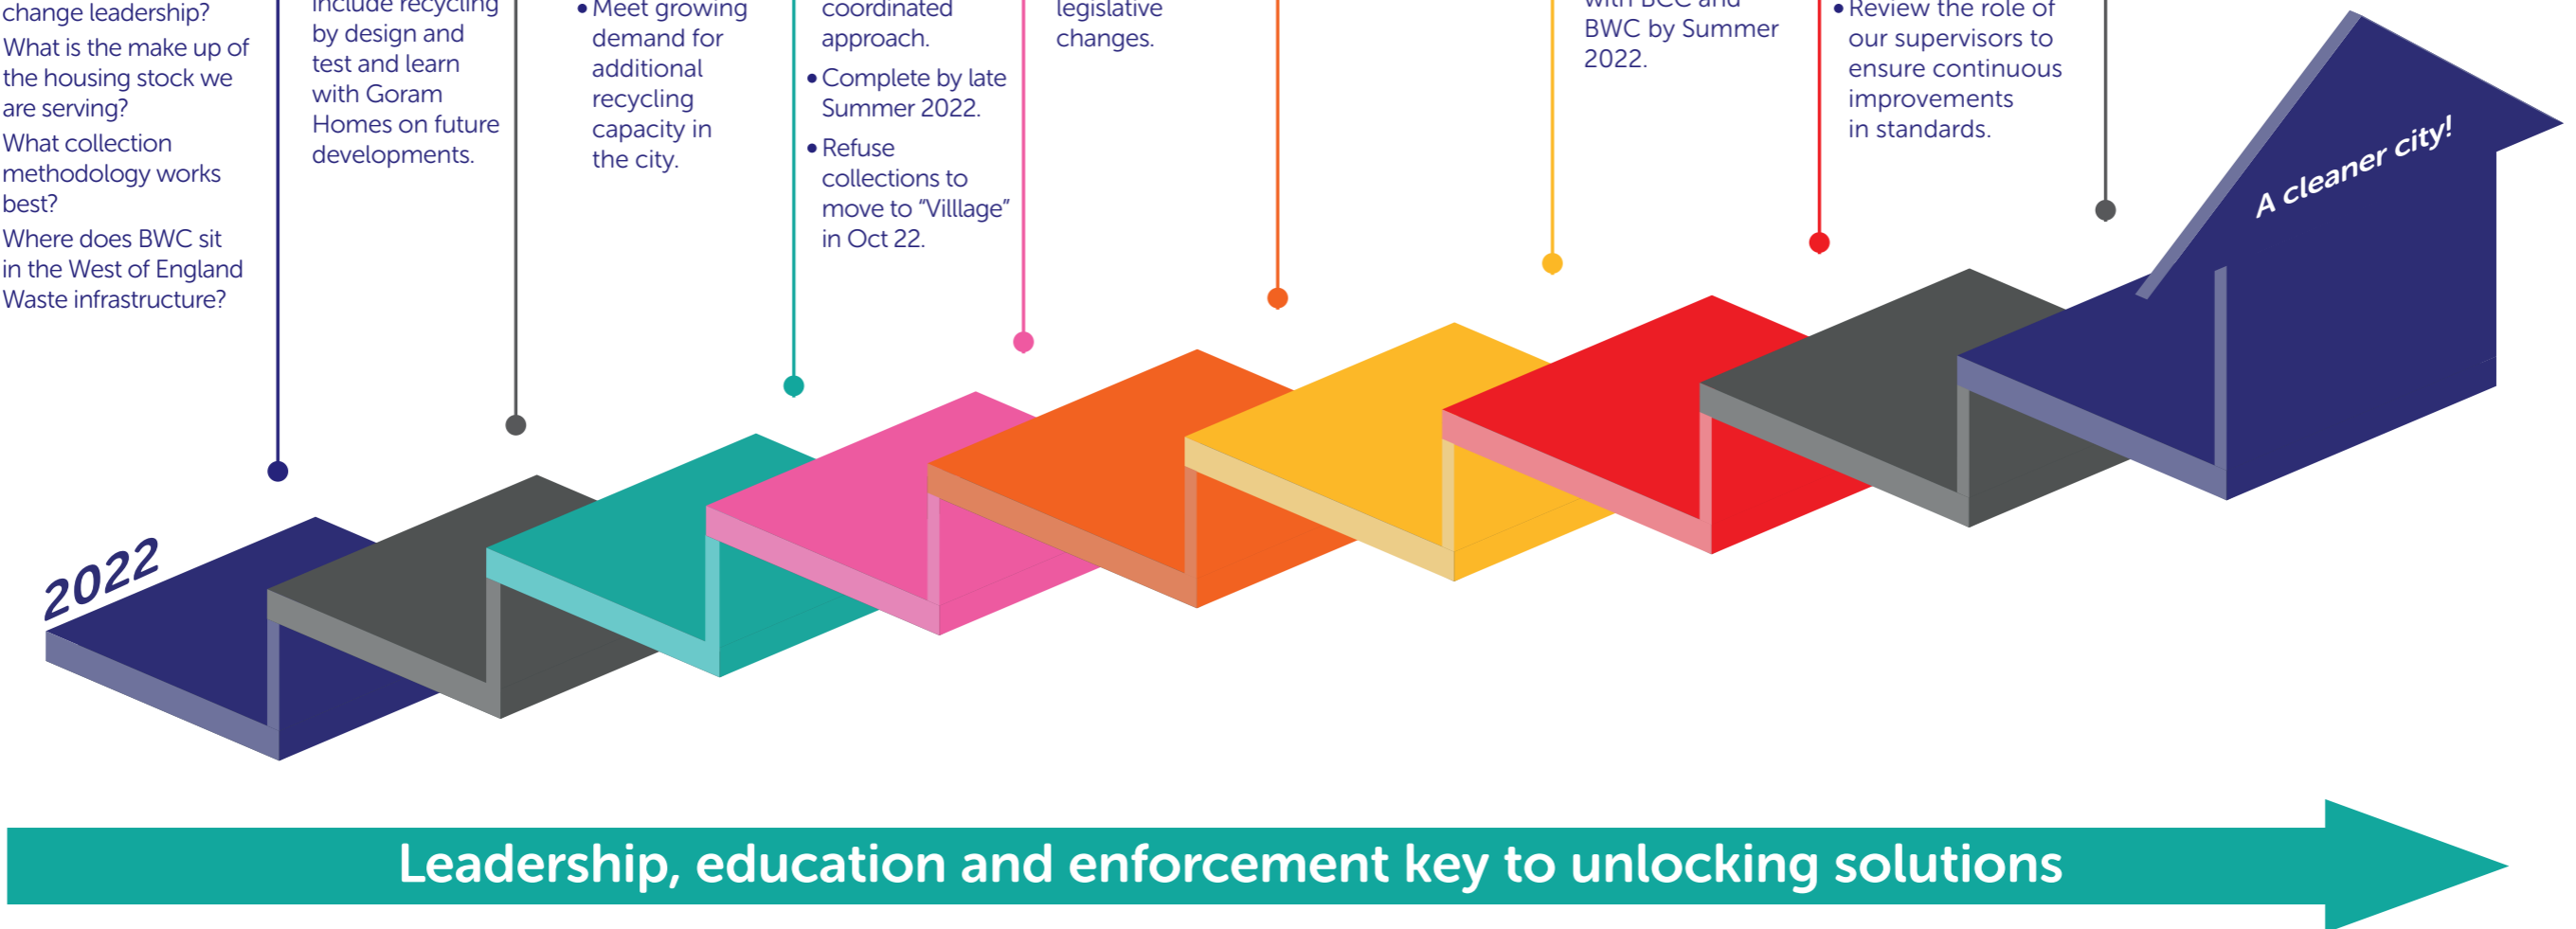 change leadership?
What is the make up of
the housing stock we
are serving?
What collection
methodology works
best?
Where does BWC sit
in the West of England
Waste infrastructure?
include recycling
by design and
test and learn
with Goram
Homes on future
developments.
• Meet growing
demand for
additional
recycling
capacity in
the city.
coordinated
approach.
• Complete by late
Summer 2022.
• Refuse
collections to
move to “Villlage”
in Oct 22.
legislative
changes.
with BCC and
BWC by Summer
2022.
• Review the role of
our supervisors to
ensure continuous
improvements
in standards.
A cleaner city!
2022
Leadership, education and enforcement key to unlocking solutions